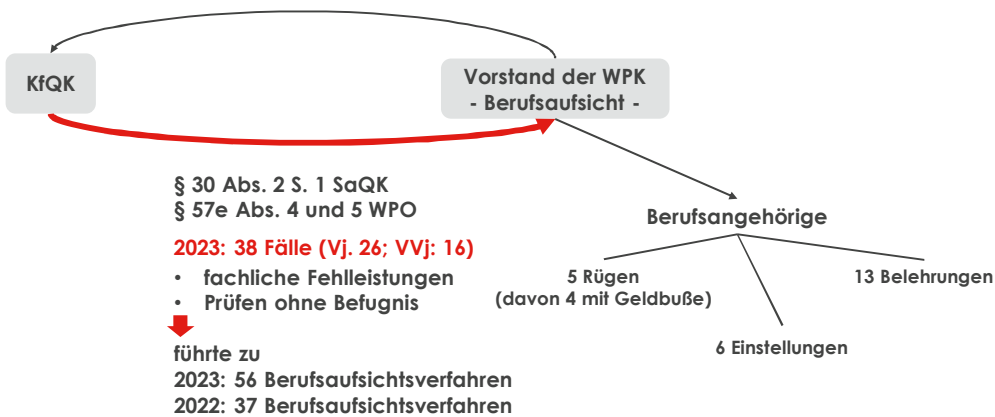 KfQK
Vorstand der WPK
- Berufsaufsicht -
§ 30 Abs. 2 S. 1 SaQK
§ 57e Abs. 4 und 5 WPO
2023: 38 Fälle (Vj. 26; VVj: 16)
• fachliche Fehlleistungen
• Prüfen ohne Befugnis
führte zu
2023: 56 Berufsaufsichtsverfahren
2022: 37 Berufsaufsichtsverfahren
Berufsangehörige
5 Rügen
(davon 4 mit Geldbuße)
6 Einstellungen
13 Belehrungen